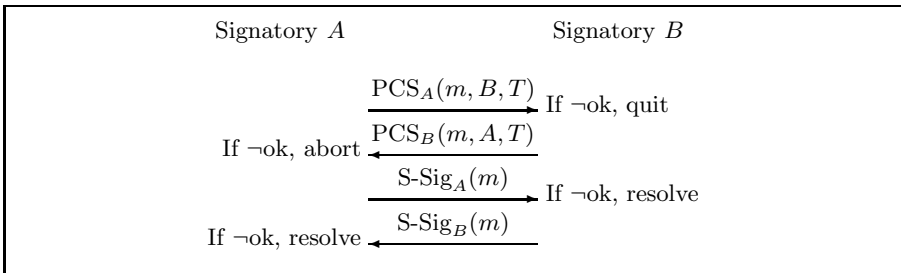 Signatory A Signatory B
PCS_A(m, B, T)
If ¬ok, quit
PCS_B(m, A, T)
If ¬ok, abort
S-Sig_A(m)
If ¬ok, resolve
S-Sig_B(m)
If ¬ok, resolve